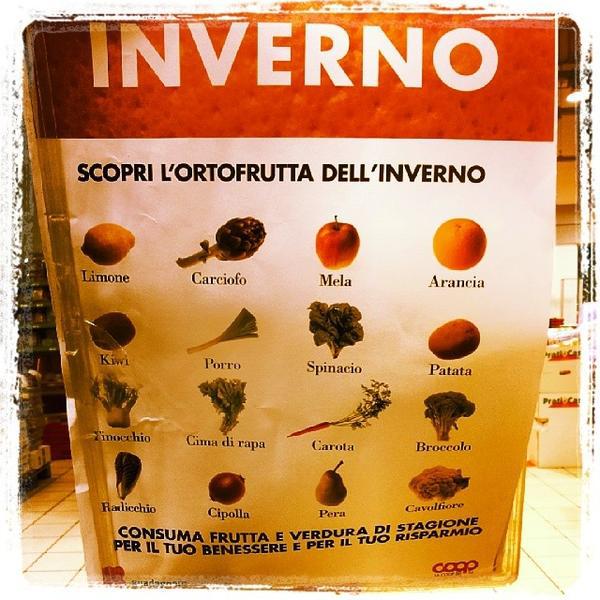 INVERNO
SCOPRI L'ORTOFRUTTA DELL'INVERNO
Limone Carciofo Mela Arancia
Kiwi Porro Spinacio Patata
Finocchio Cima di rapa Carota Broccolo
Radicchio Cipolla Pera Cavolfiore
CONSUMA FRUTTA E VERDURA DI STAGIONE
PER IL TUO BENESSERE E PER IL TUO RISPARMIO
coop